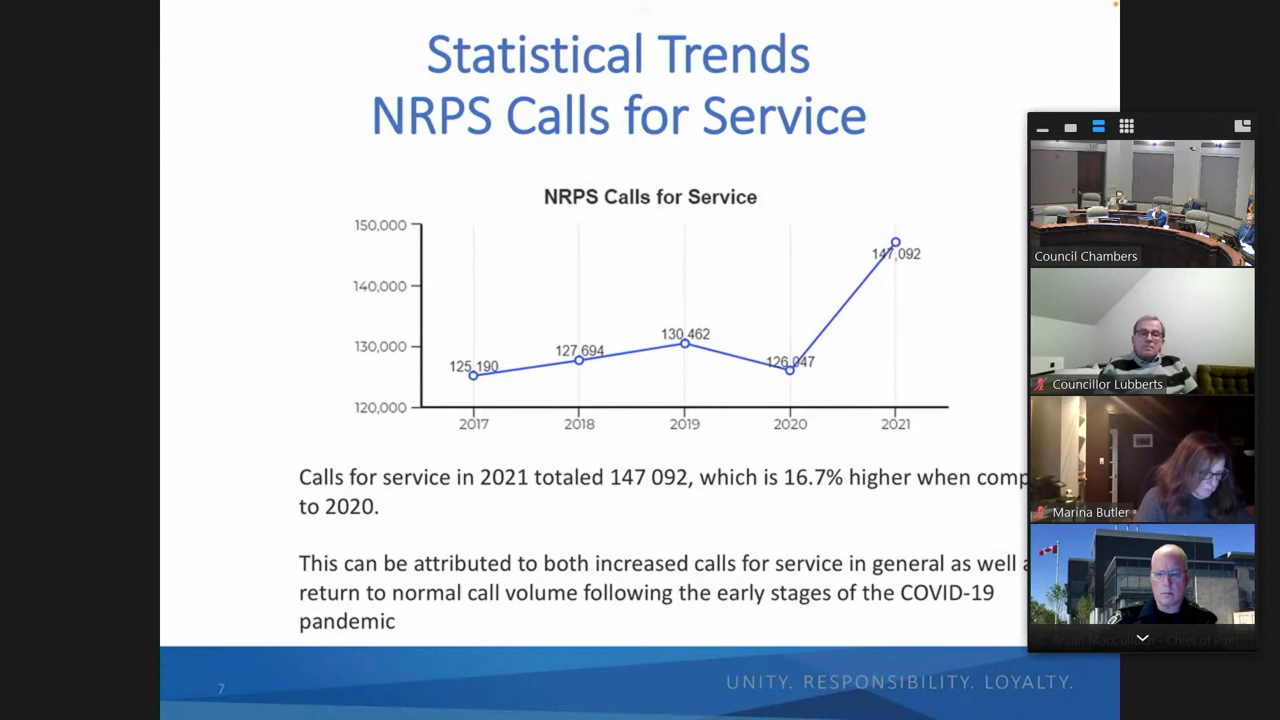 Statistical Trends
NRPS Calls for Service
NRPS Calls for Service
150,000
140,000
130,000
120,000
125,190
127,694
130,462
126,047
147,092
2017
2018
2019
2020
2021
Calls for service in 2021 totaled 147 092, which is 16.7% higher when comp
to 2020.
This can be attributed to both increased calls for service in general as well a
return to normal call volume following the early stages of the COVID-19
pandemic
7
UNITY. RESPONSIBILITY. LOYALTY.
Council Chambers
Councillor Lubberts
Marina Butler
Chief of